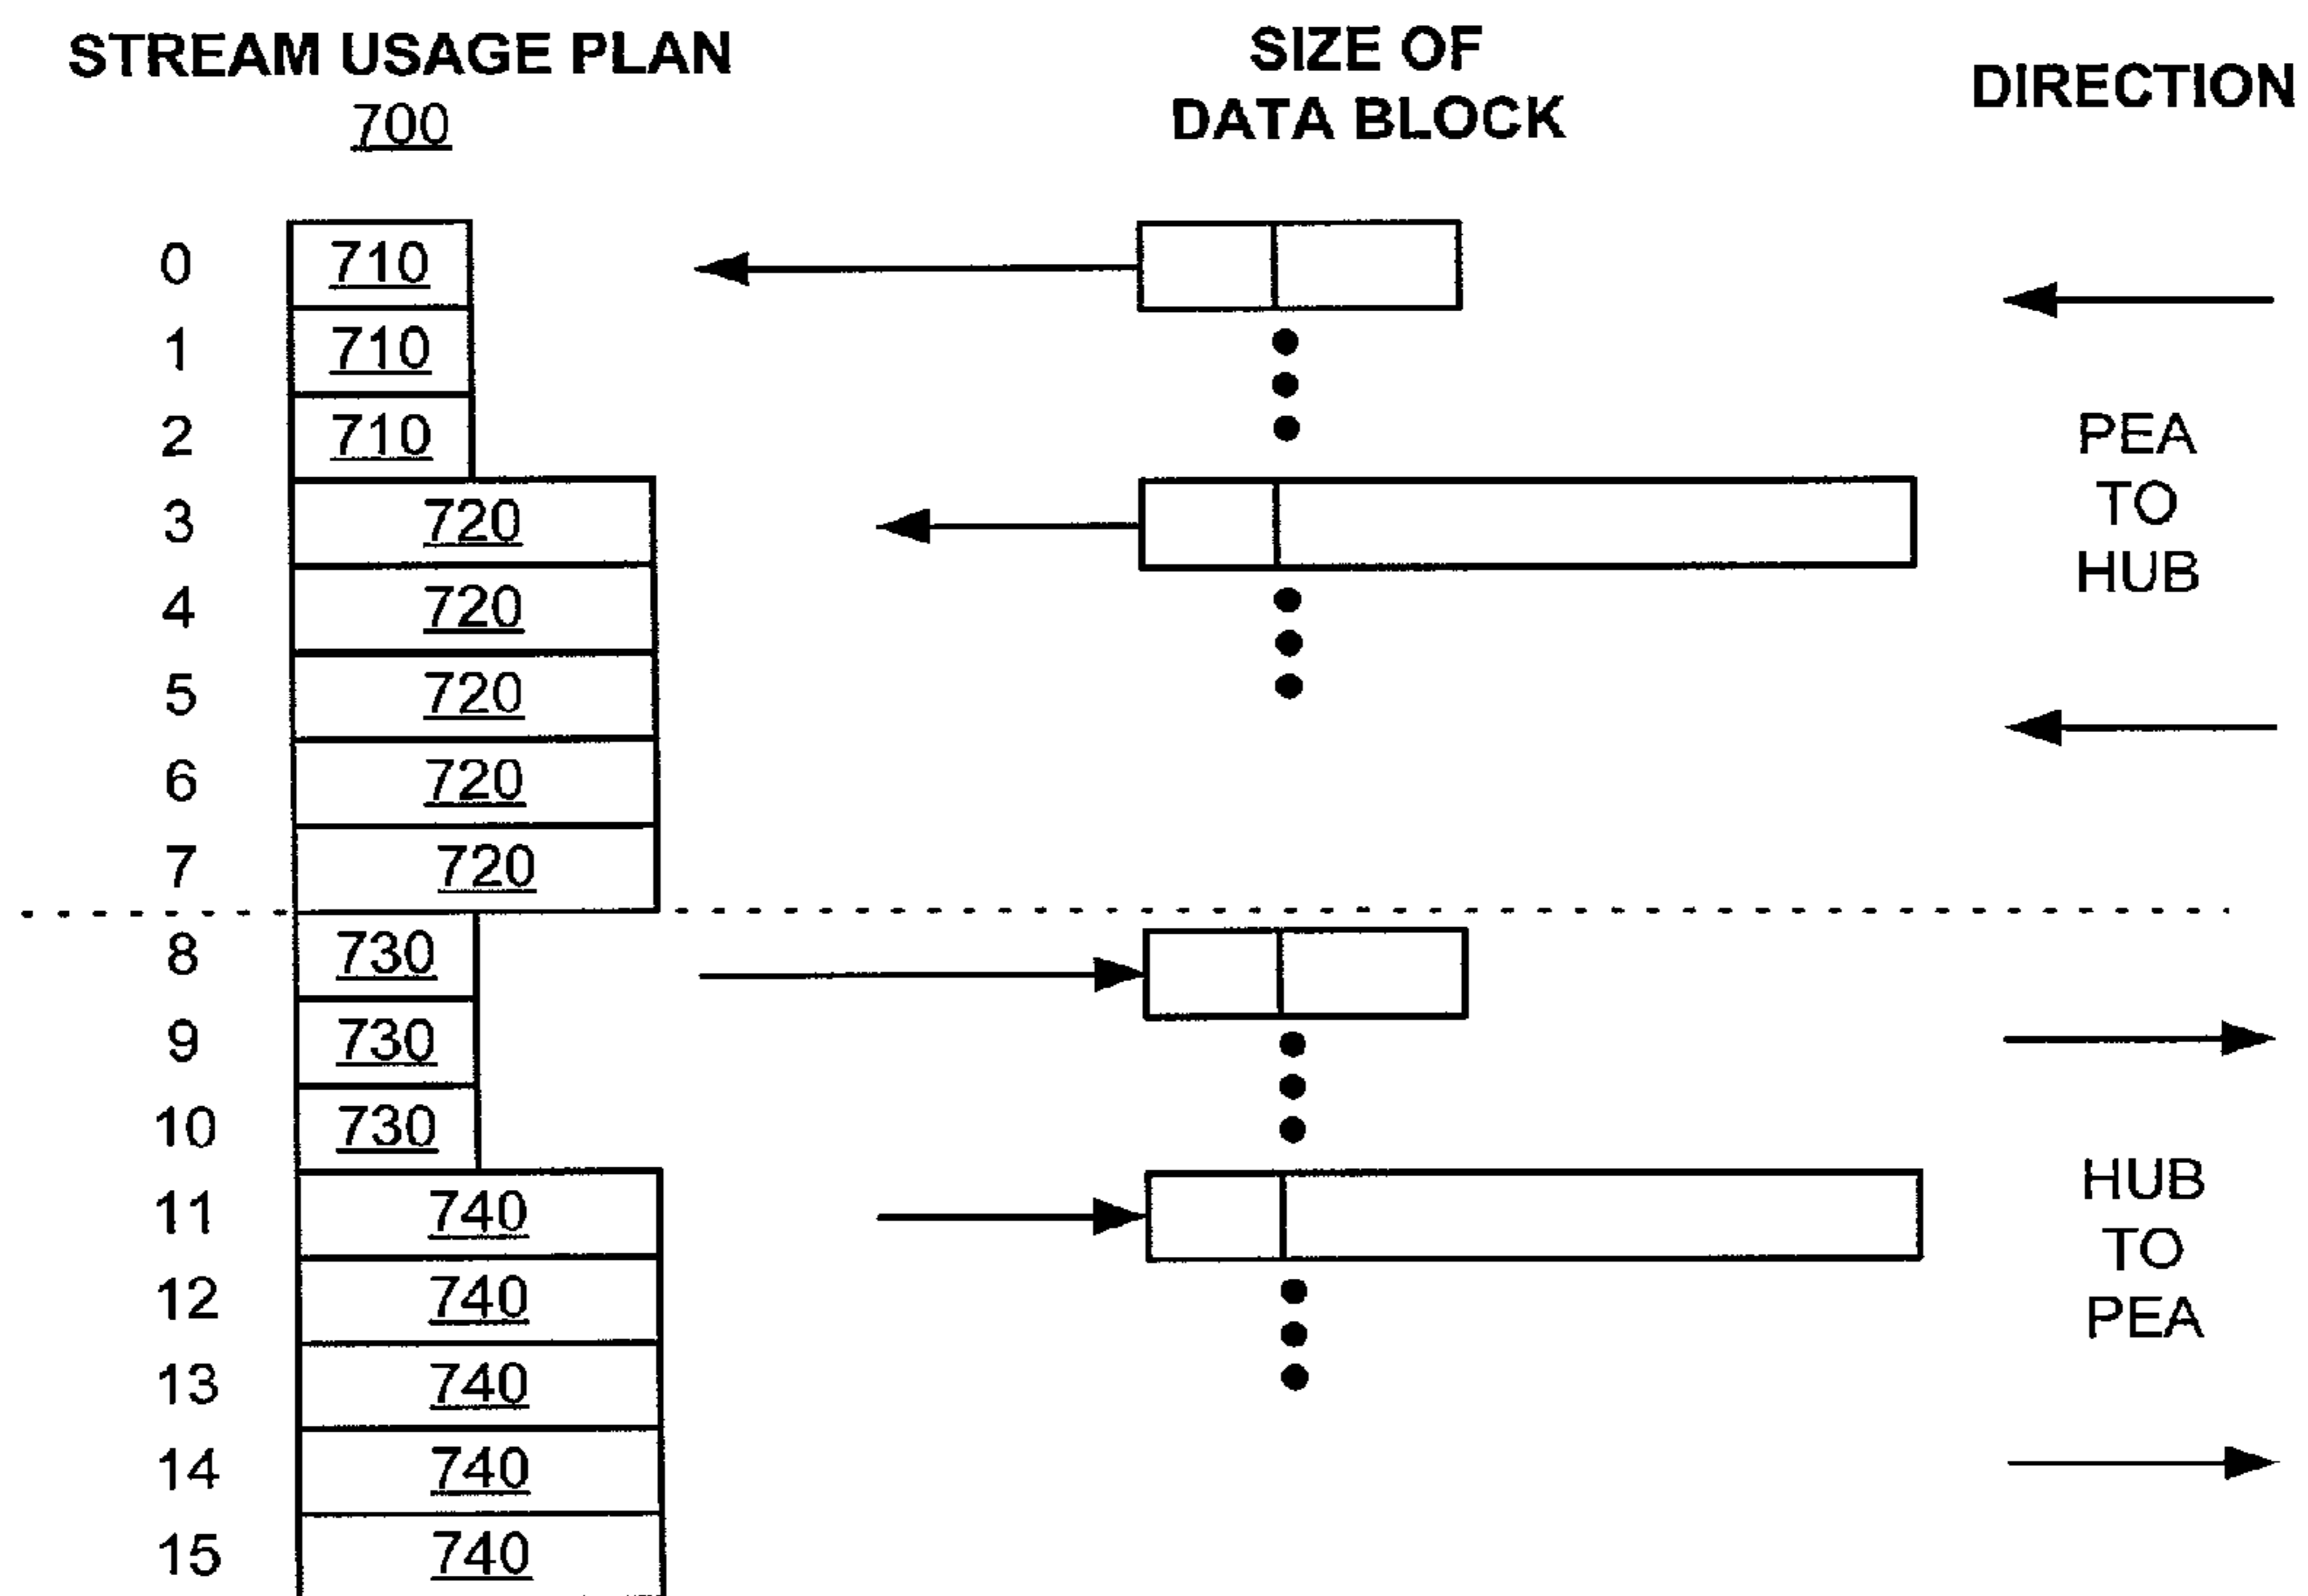 STREAM USAGE PLAN
700
SIZE OF
DATA BLOCK
DIRECTION
0 710
1 710
2 710
3 720
4 720
5 720
6 720
7 720
PEA
TO
HUB
8 730
9 730
10 730
11 740
12 740
13 740
14 740
15 740
HUB
TO
PEA